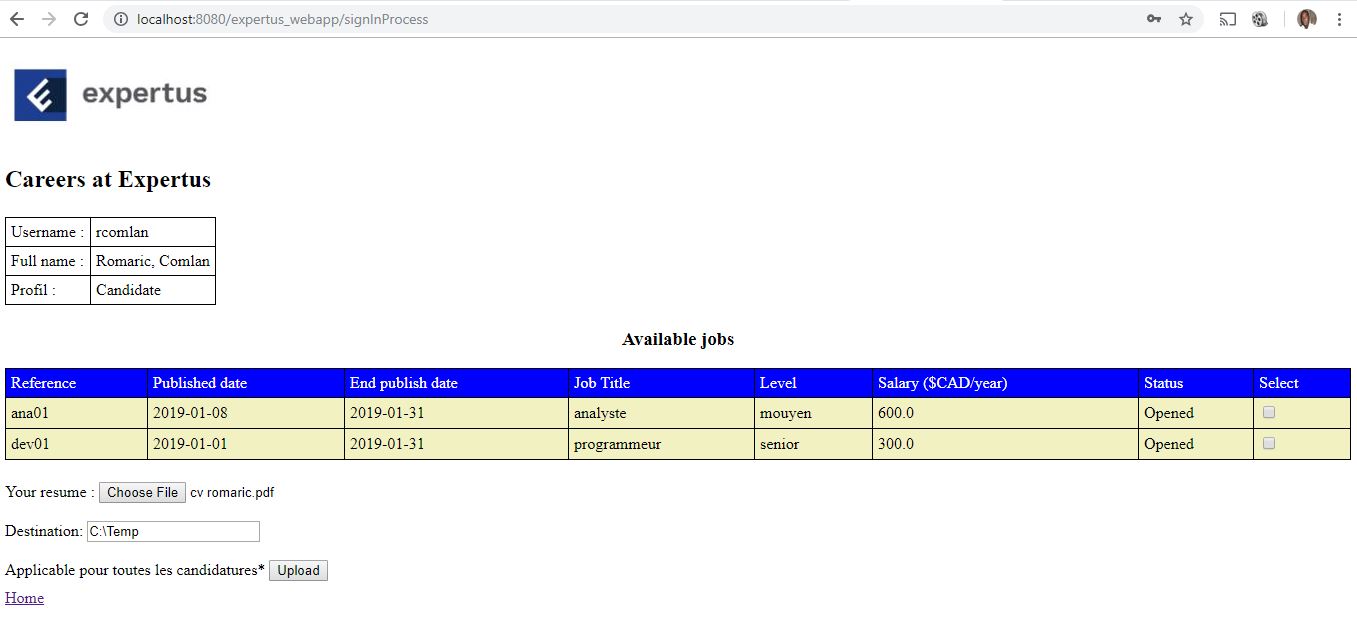 localhost:8080/expertus_webapp/signInProcess
expertus
Careers at Expertus
Username : rcomlan
Full name : Romaric, Comlan
Profil : Candidate
Available jobs
Reference Published date End publish date Job Title Level Salary ($CAD/year) Status Select
ana01 2019-01-08 2019-01-31 analyste mouyen 600.0 Opened
dev01 2019-01-01 2019-01-31 programmeur senior 300.0 Opened
Your resume : Choose File cv romaric.pdf
Destination: C:\Temp
Applicable pour toutes les candidatures* Upload
Home